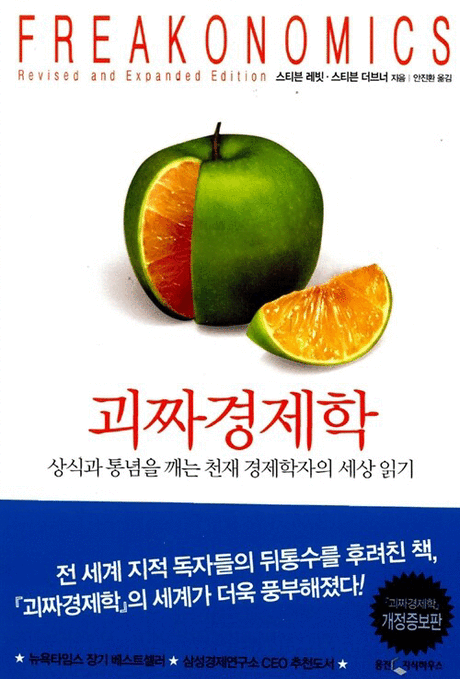 FREAKONOMICS
Revised and Expanded Edition 스티븐 레빗 · 스티븐 더브너 지음 | 안진환 옮김
괴짜경제학
상식과 통념을 깨는 천재 경제학자의 세상 읽기
전 세계 지적 독자들의 뒤통수를 후려친 책,
『괴짜경제학』의 세계가 더욱 풍부해졌다!
『괴짜경제학』
개정증보판
★ 뉴욕타임스 장기 베스트셀러 ★ 삼성경제연구소 CEO 추천도서 ★
웅진 지식하우스